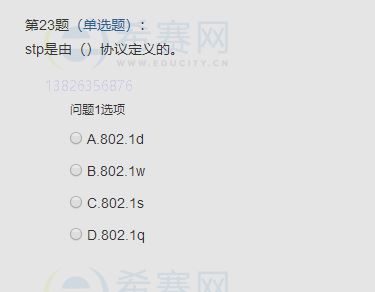 第23题（单选题）：
stp是由（）协议定义的。
希赛网
WWW.EDUCITY.CN
13826356876
问题1选项
A.802.1d
B.802.1w
C.802.1s
D.802.1q
希赛网